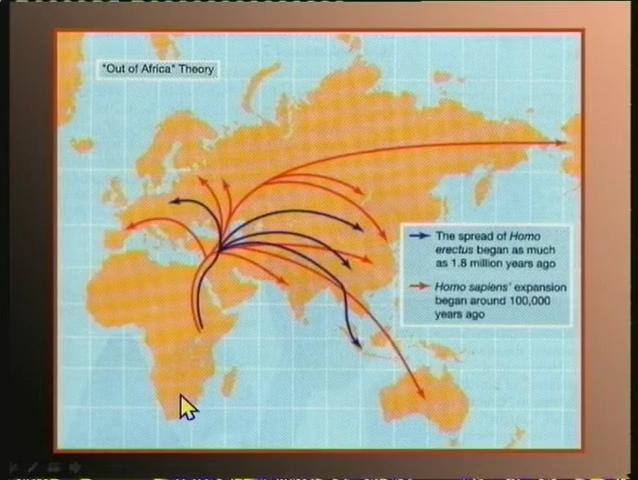 "Out of Africa" Theory
The spread of Homo
erectus began as much
as 1.8 million years ago
Homo sapiens' expansion
began around 100,000
years ago